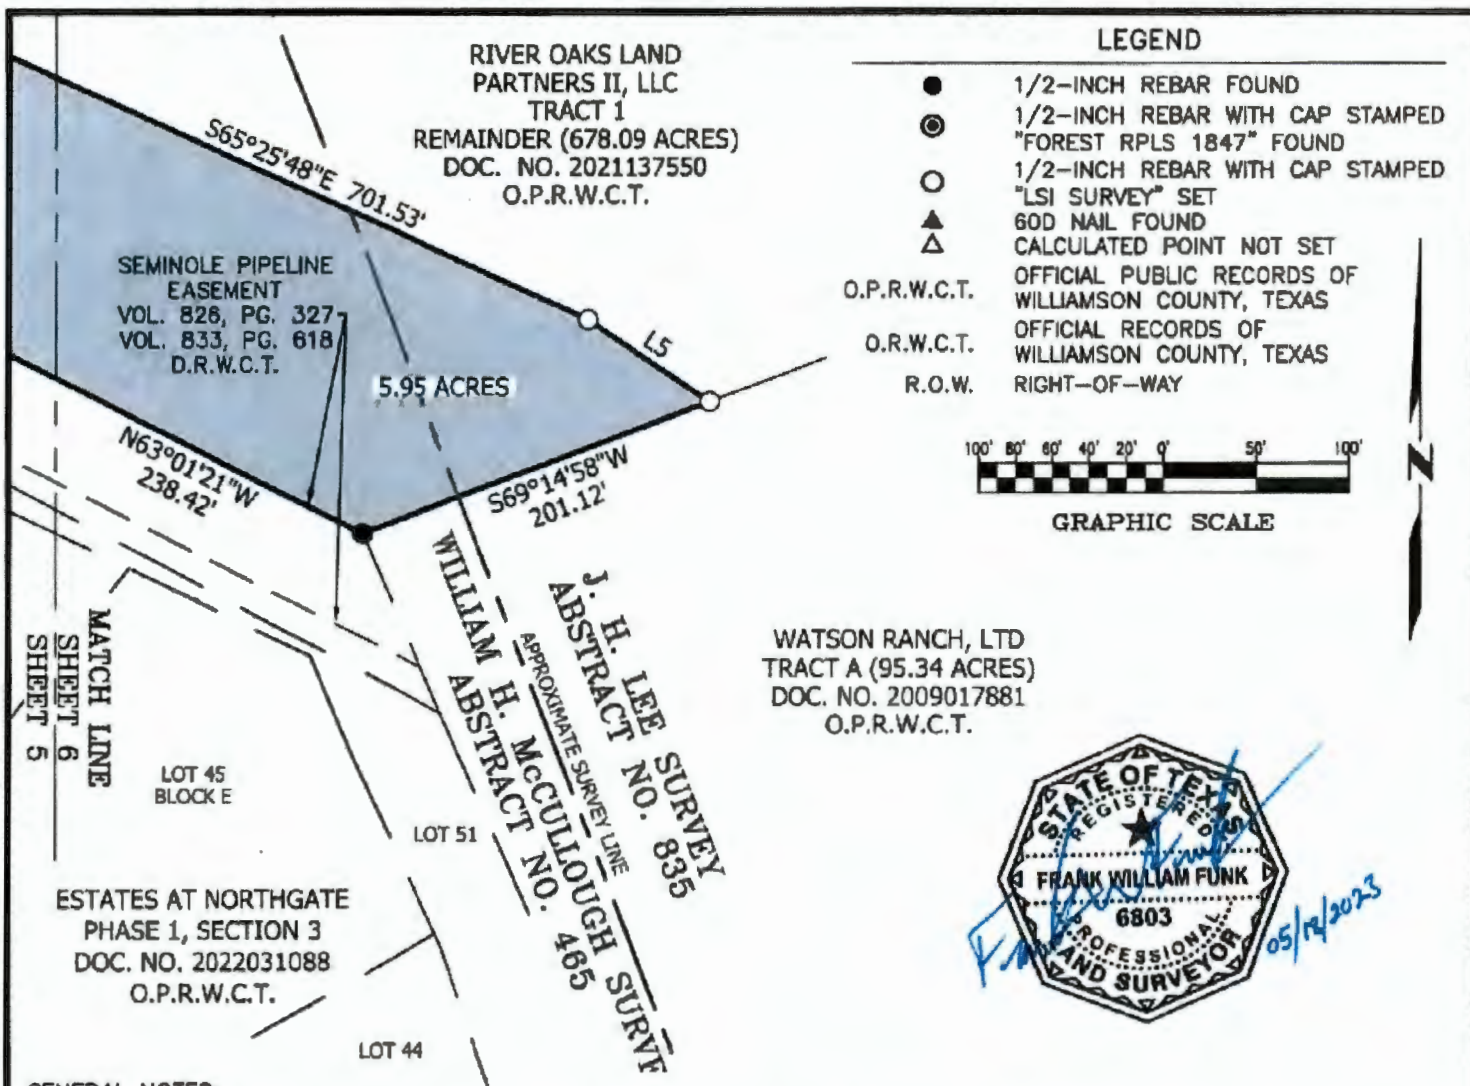 RIVER OAKS LAND
PARTNERS II, LLC
TRACT 1
REMAINDER (678.09 ACRES)
DOC. NO. 2021137550
O.P.R.W.C.T.
S65°25'48"E 701.53'
SEMINOLE PIPELINE
EASEMENT
VOL. 826, PG. 327
VOL. 833, PG. 618
D.R.W.C.T.
5.95 ACRES
L5
N63°01'21"W
238.42'
S69°14'58"W
201.12'
LEGEND
1/2-INCH REBAR FOUND
1/2-INCH REBAR WITH CAP STAMPED
"FOREST RPLS 1847" FOUND
1/2-INCH REBAR WITH CAP STAMPED
"LSI SURVEY" SET
60D NAIL FOUND
CALCULATED POINT NOT SET
O.P.R.W.C.T. OFFICIAL PUBLIC RECORDS OF
WILLIAMSON COUNTY, TEXAS
O.R.W.C.T. OFFICIAL RECORDS OF
WILLIAMSON COUNTY, TEXAS
R.O.W. RIGHT-OF-WAY
100' 80' 60' 40' 20' 0' 50' 100'
GRAPHIC SCALE
N
MATCH LINE
SHEET 6
SHEET 5
WILLIAM H. McCULLOUGH SURVE
ABSTRACT NO. 465
APPROXIMATE SURVEY LINE
J. H. LEE SURVEY
ABSTRACT NO. 835
WATSON RANCH, LTD
TRACT A (95.34 ACRES)
DOC. NO. 2009017881
O.P.R.W.C.T.
LOT 45
BLOCK E
LOT 51
ESTATES AT NORTHGATE
PHASE 1, SECTION 3
DOC. NO. 2022031088
O.P.R.W.C.T.
LOT 44
STATE OF TEXAS
REGISTERED
FRANK WILLIAM FUNK
6803
PROFESSIONAL
LAND SURVEYOR
GENERAL NOTES